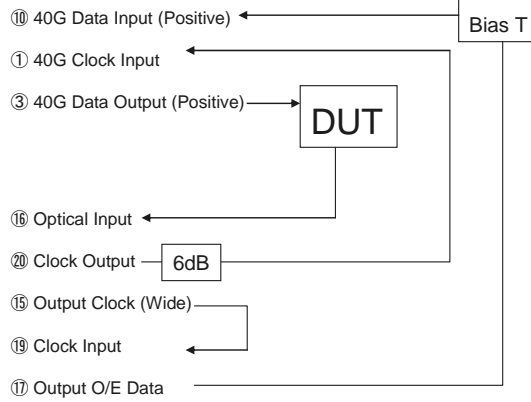 ⑩ 40G Data Input (Positive)
Bias T
① 40G Clock Input
③ 40G Data Output (Positive)
DUT
⑯ Optical Input
⑳ Clock Output
6dB
⑮ Output Clock (Wide)
⑲ Clock Input
⑰ Output O/E Data